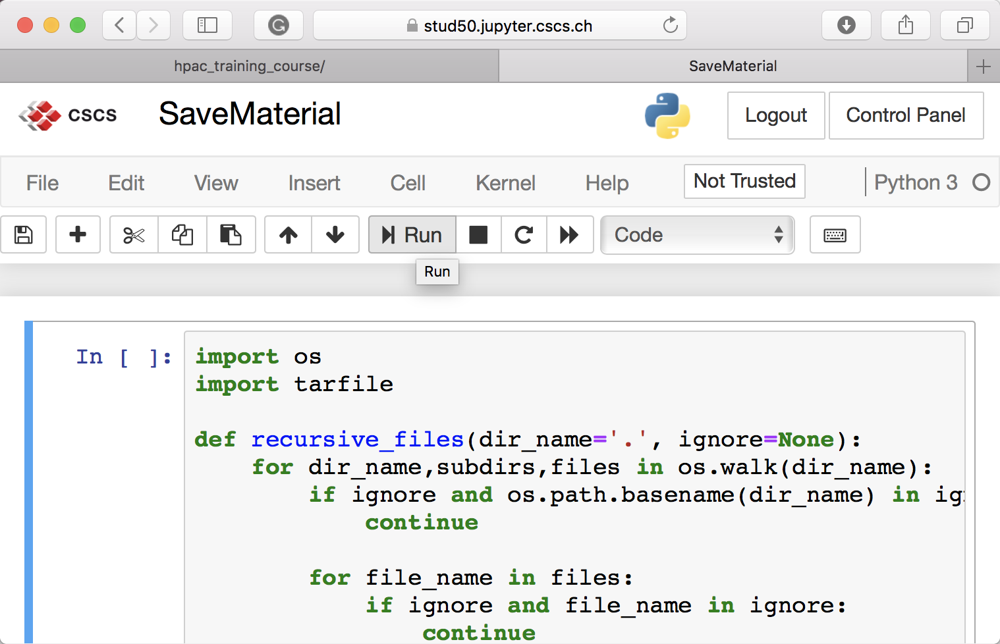 stud50.jupyter.cscs.ch
hpac_training_course/
SaveMaterial
cscs
SaveMaterial
Logout
Control Panel
File Edit View Insert Cell Kernel Help Not Trusted Python 3
Run Code
Run
In [ ]:
import os
import tarfile
def recursive_files(dir_name='.', ignore=None):
for dir_name,subdirs,files in os.walk(dir_name):
if ignore and os.path.basename(dir_name) in ig
continue
for file_name in files:
if ignore and file_name in ignore:
continue